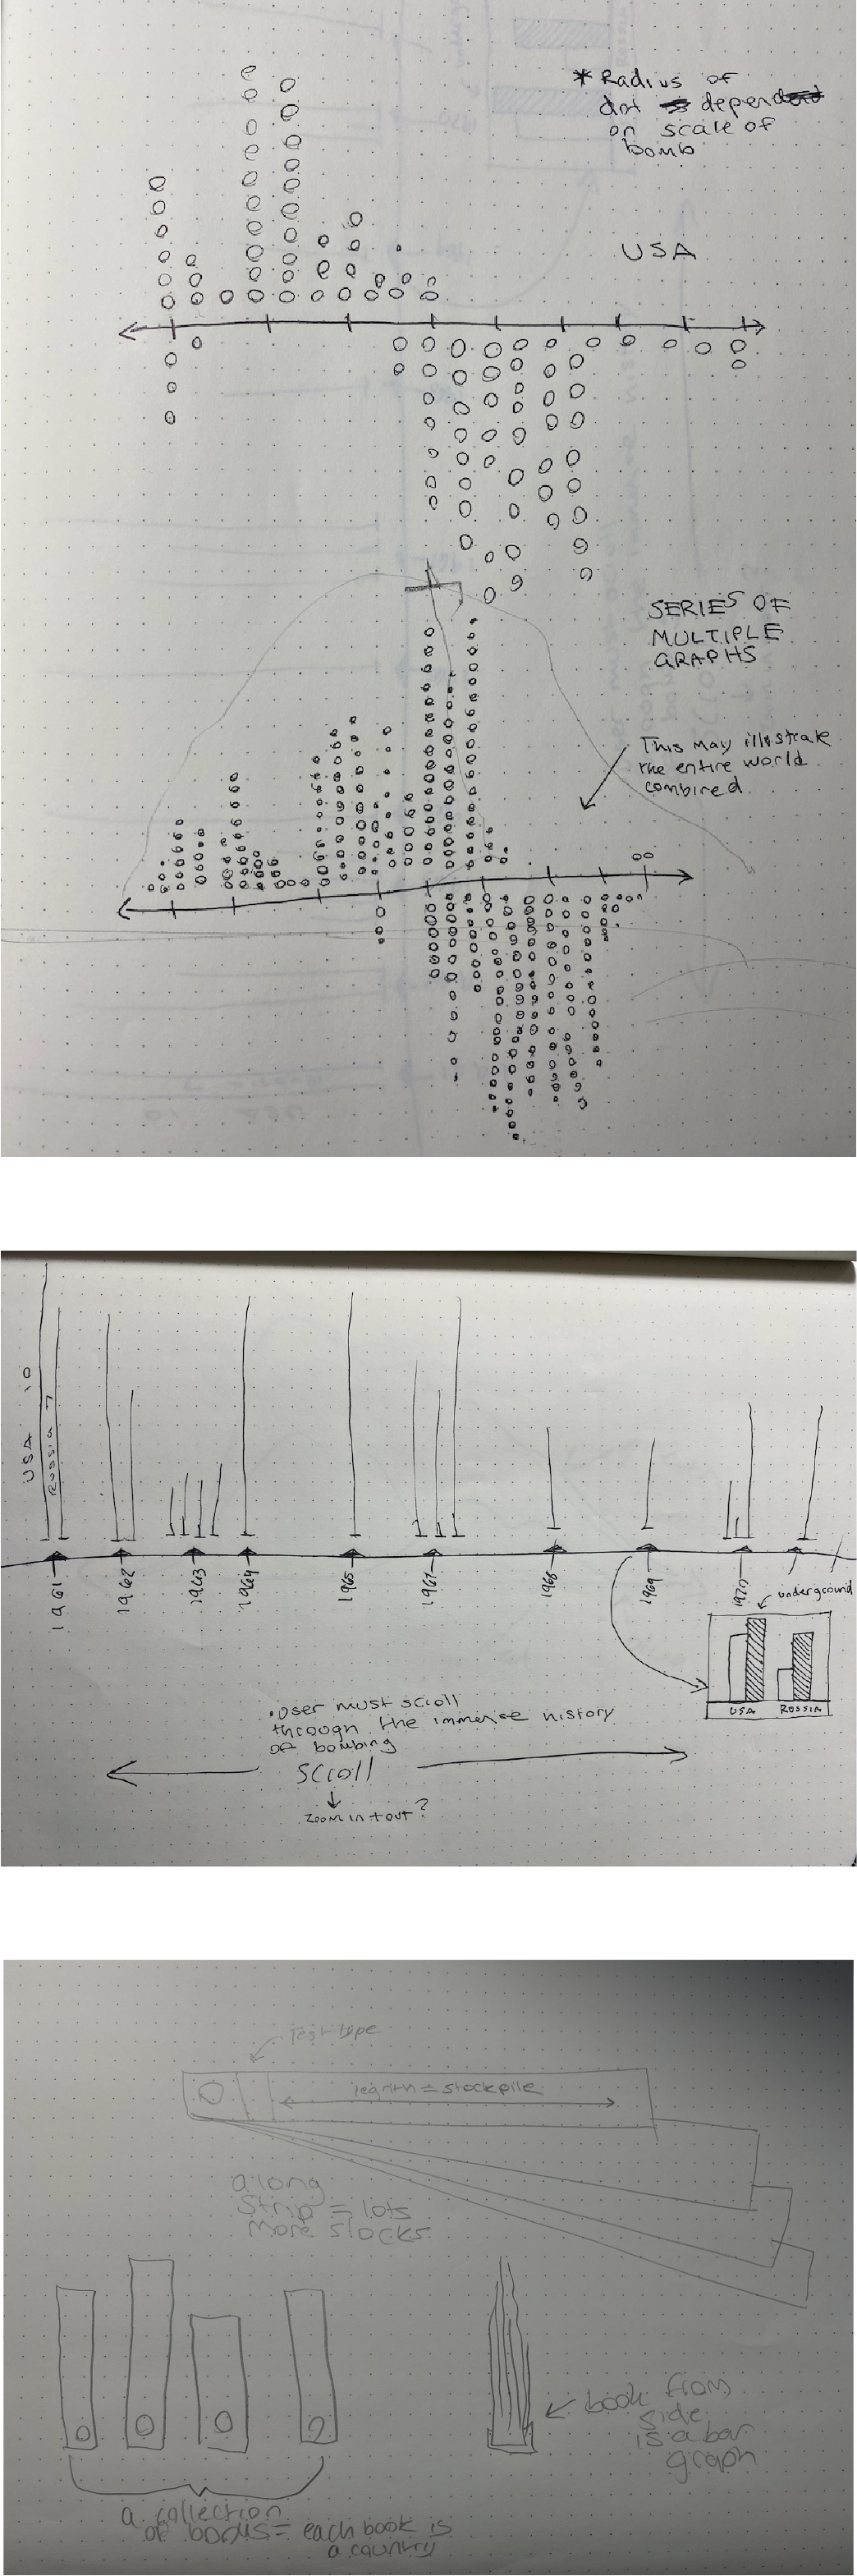 * Radius of
dot dependent
on scale of
bomb
USA
SERIES OF
MULTIPLE
GRAPHS
This may illustrate
the entire world
combined
USA 10
RUSSIA 7
1961
1962
1963
1964
1965
1967
1968
1969
1970
underground
USA RUSSIA
• User must scroll
through the immense history
of bombing
SCROLL
Zoom in + out?
Test type
length = stockpile
a long
strip = lots
more stocks
book from
side
is a bar
graph
a collection
of books = each book is
a country